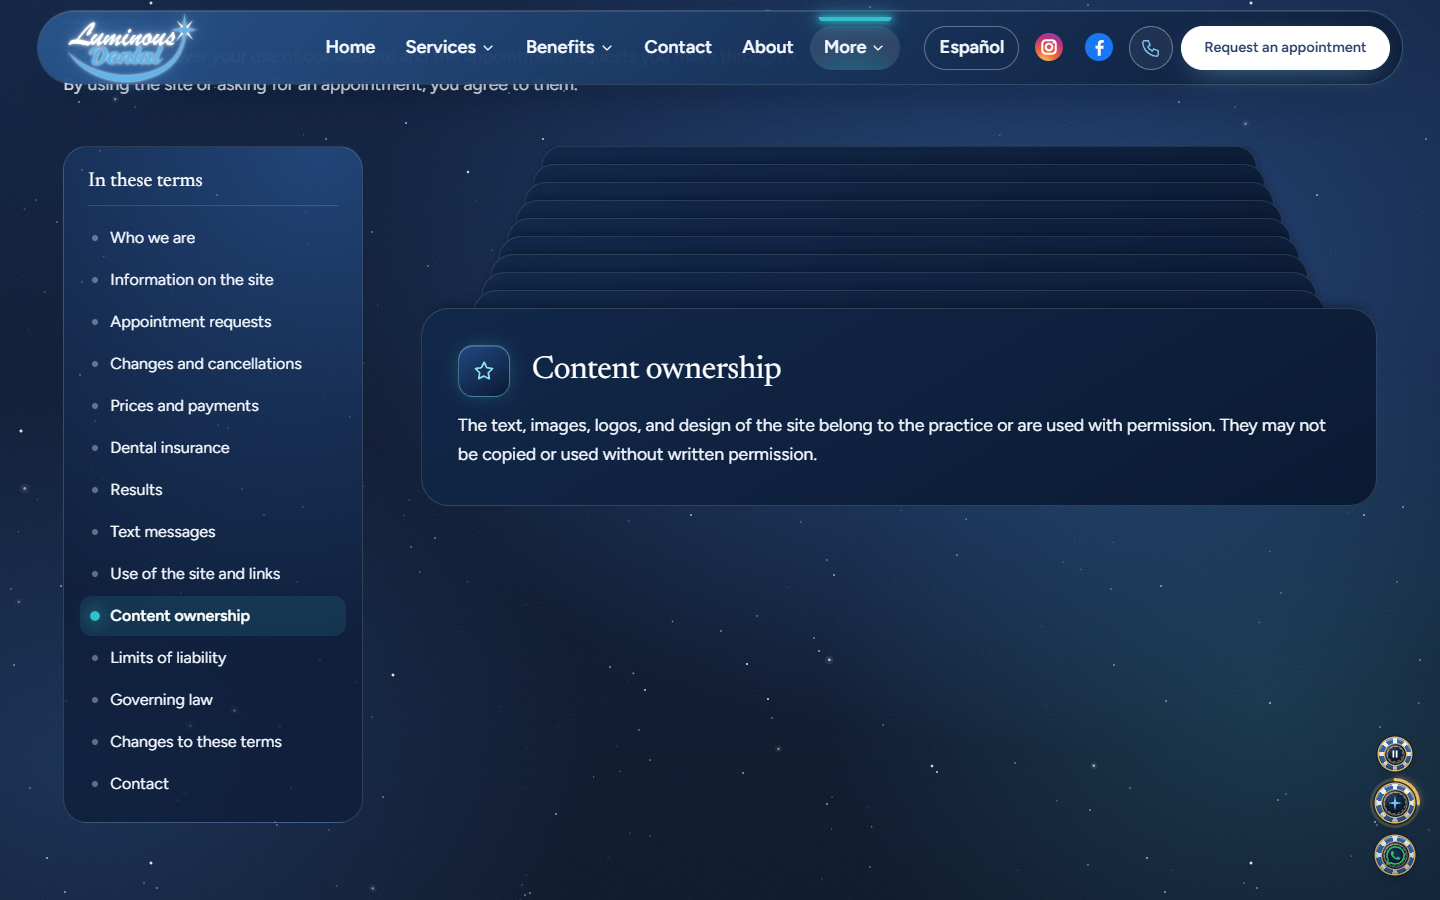 Luminous
Dental
Home
Services
Benefits
Contact
About
More
Español
Request an appointment
By using the site or asking for an appointment, you agree to them.
In these terms
Who we are
Information on the site
Appointment requests
Changes and cancellations
Prices and payments
Dental insurance
Results
Text messages
Use of the site and links
Content ownership
Limits of liability
Governing law
Changes to these terms
Contact
Content ownership
The text, images, logos, and design of the site belong to the practice or are used with permission. They may not
be copied or used without written permission.